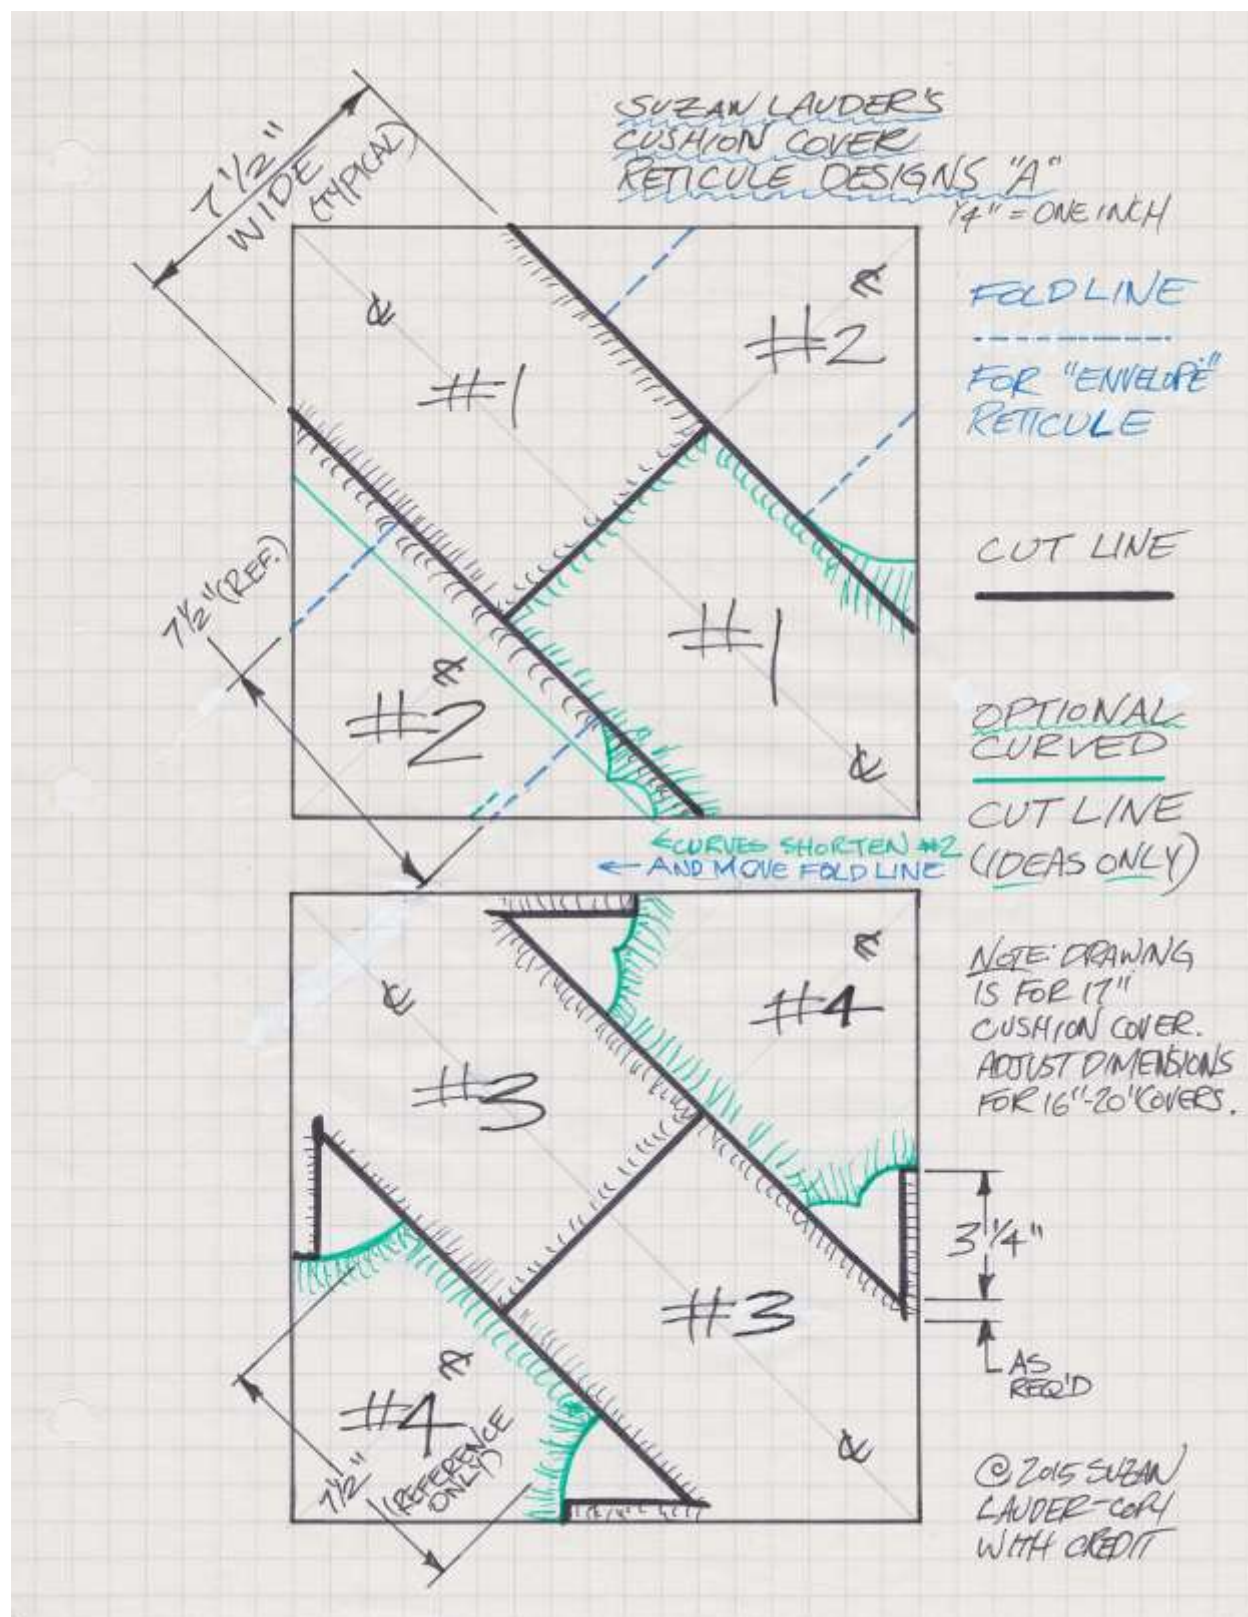 SUZAN LAUDER'S
CUSHION COVER
RETICULE DESIGNS "A"
1/4" = ONE INCH
7 1/2"
WIDE
(TYPICAL)
℄
#1
℄
#2
FOLD LINE
FOR "ENVELOPE"
RETICULE
CUT LINE
7 1/2" (REF.)
#1
℄
℄
#2
OPTIONAL
CURVED
CUT LINE
(IDEAS ONLY)
←CURVES SHORTEN #2
← AND MOVE FOLD LINE
℄
#3
℄
#4
NOTE: DRAWING
IS FOR 17"
CUSHION COVER.
ADJUST DIMENSIONS
FOR 16"-20" COVERS.
3 1/4"
AS
REQ'D
#3
℄
℄
#4
7 1/2"
(REFERENCE
ONLY)
© 2015 SUZAN
LAUDER-COPY
WITH CREDIT